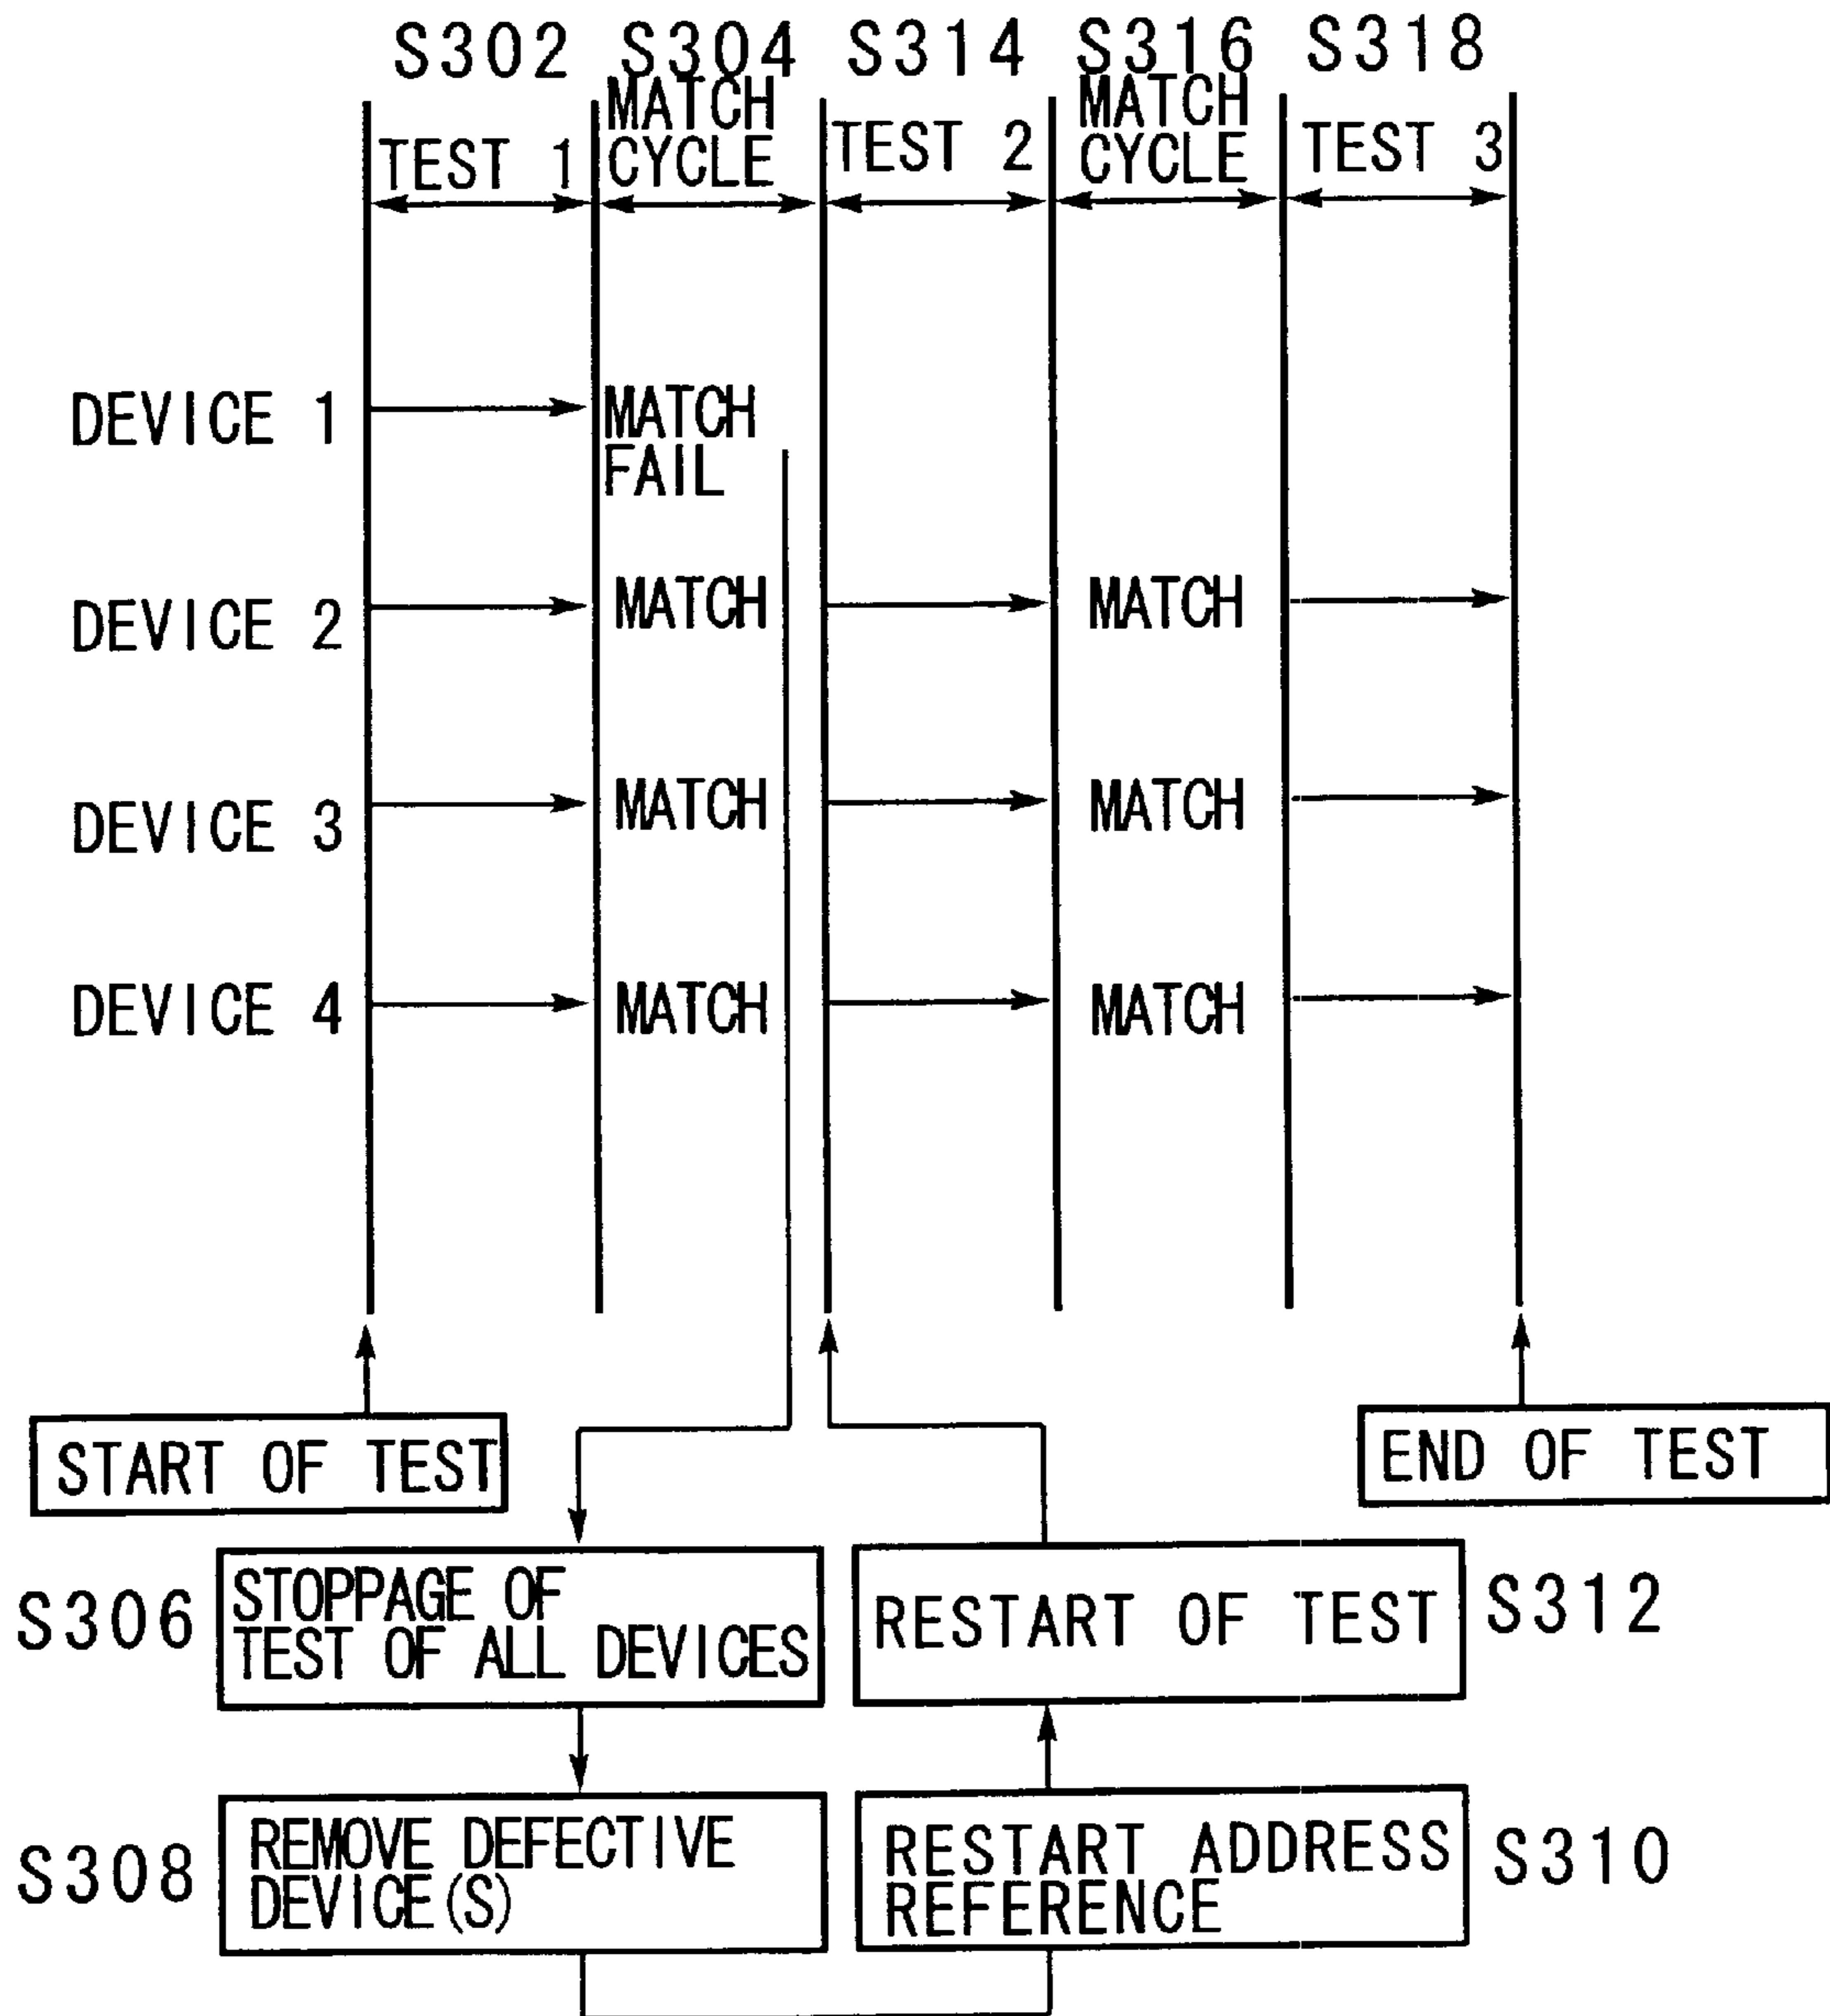 S302 S304 S314 S316 S318
TEST 1
MATCH
CYCLE
TEST 2
MATCH
CYCLE
TEST 3
DEVICE 1
MATCH
FAIL
DEVICE 2
MATCH
MATCH
DEVICE 3
MATCH
MATCH
DEVICE 4
MATCH
MATCH
START OF TEST
END OF TEST
S306
STOPPAGE OF
TEST OF ALL DEVICES
RESTART OF TEST
S312
S308
REMOVE DEFECTIVE
DEVICE(S)
RESTART ADDRESS
REFERENCE
S310